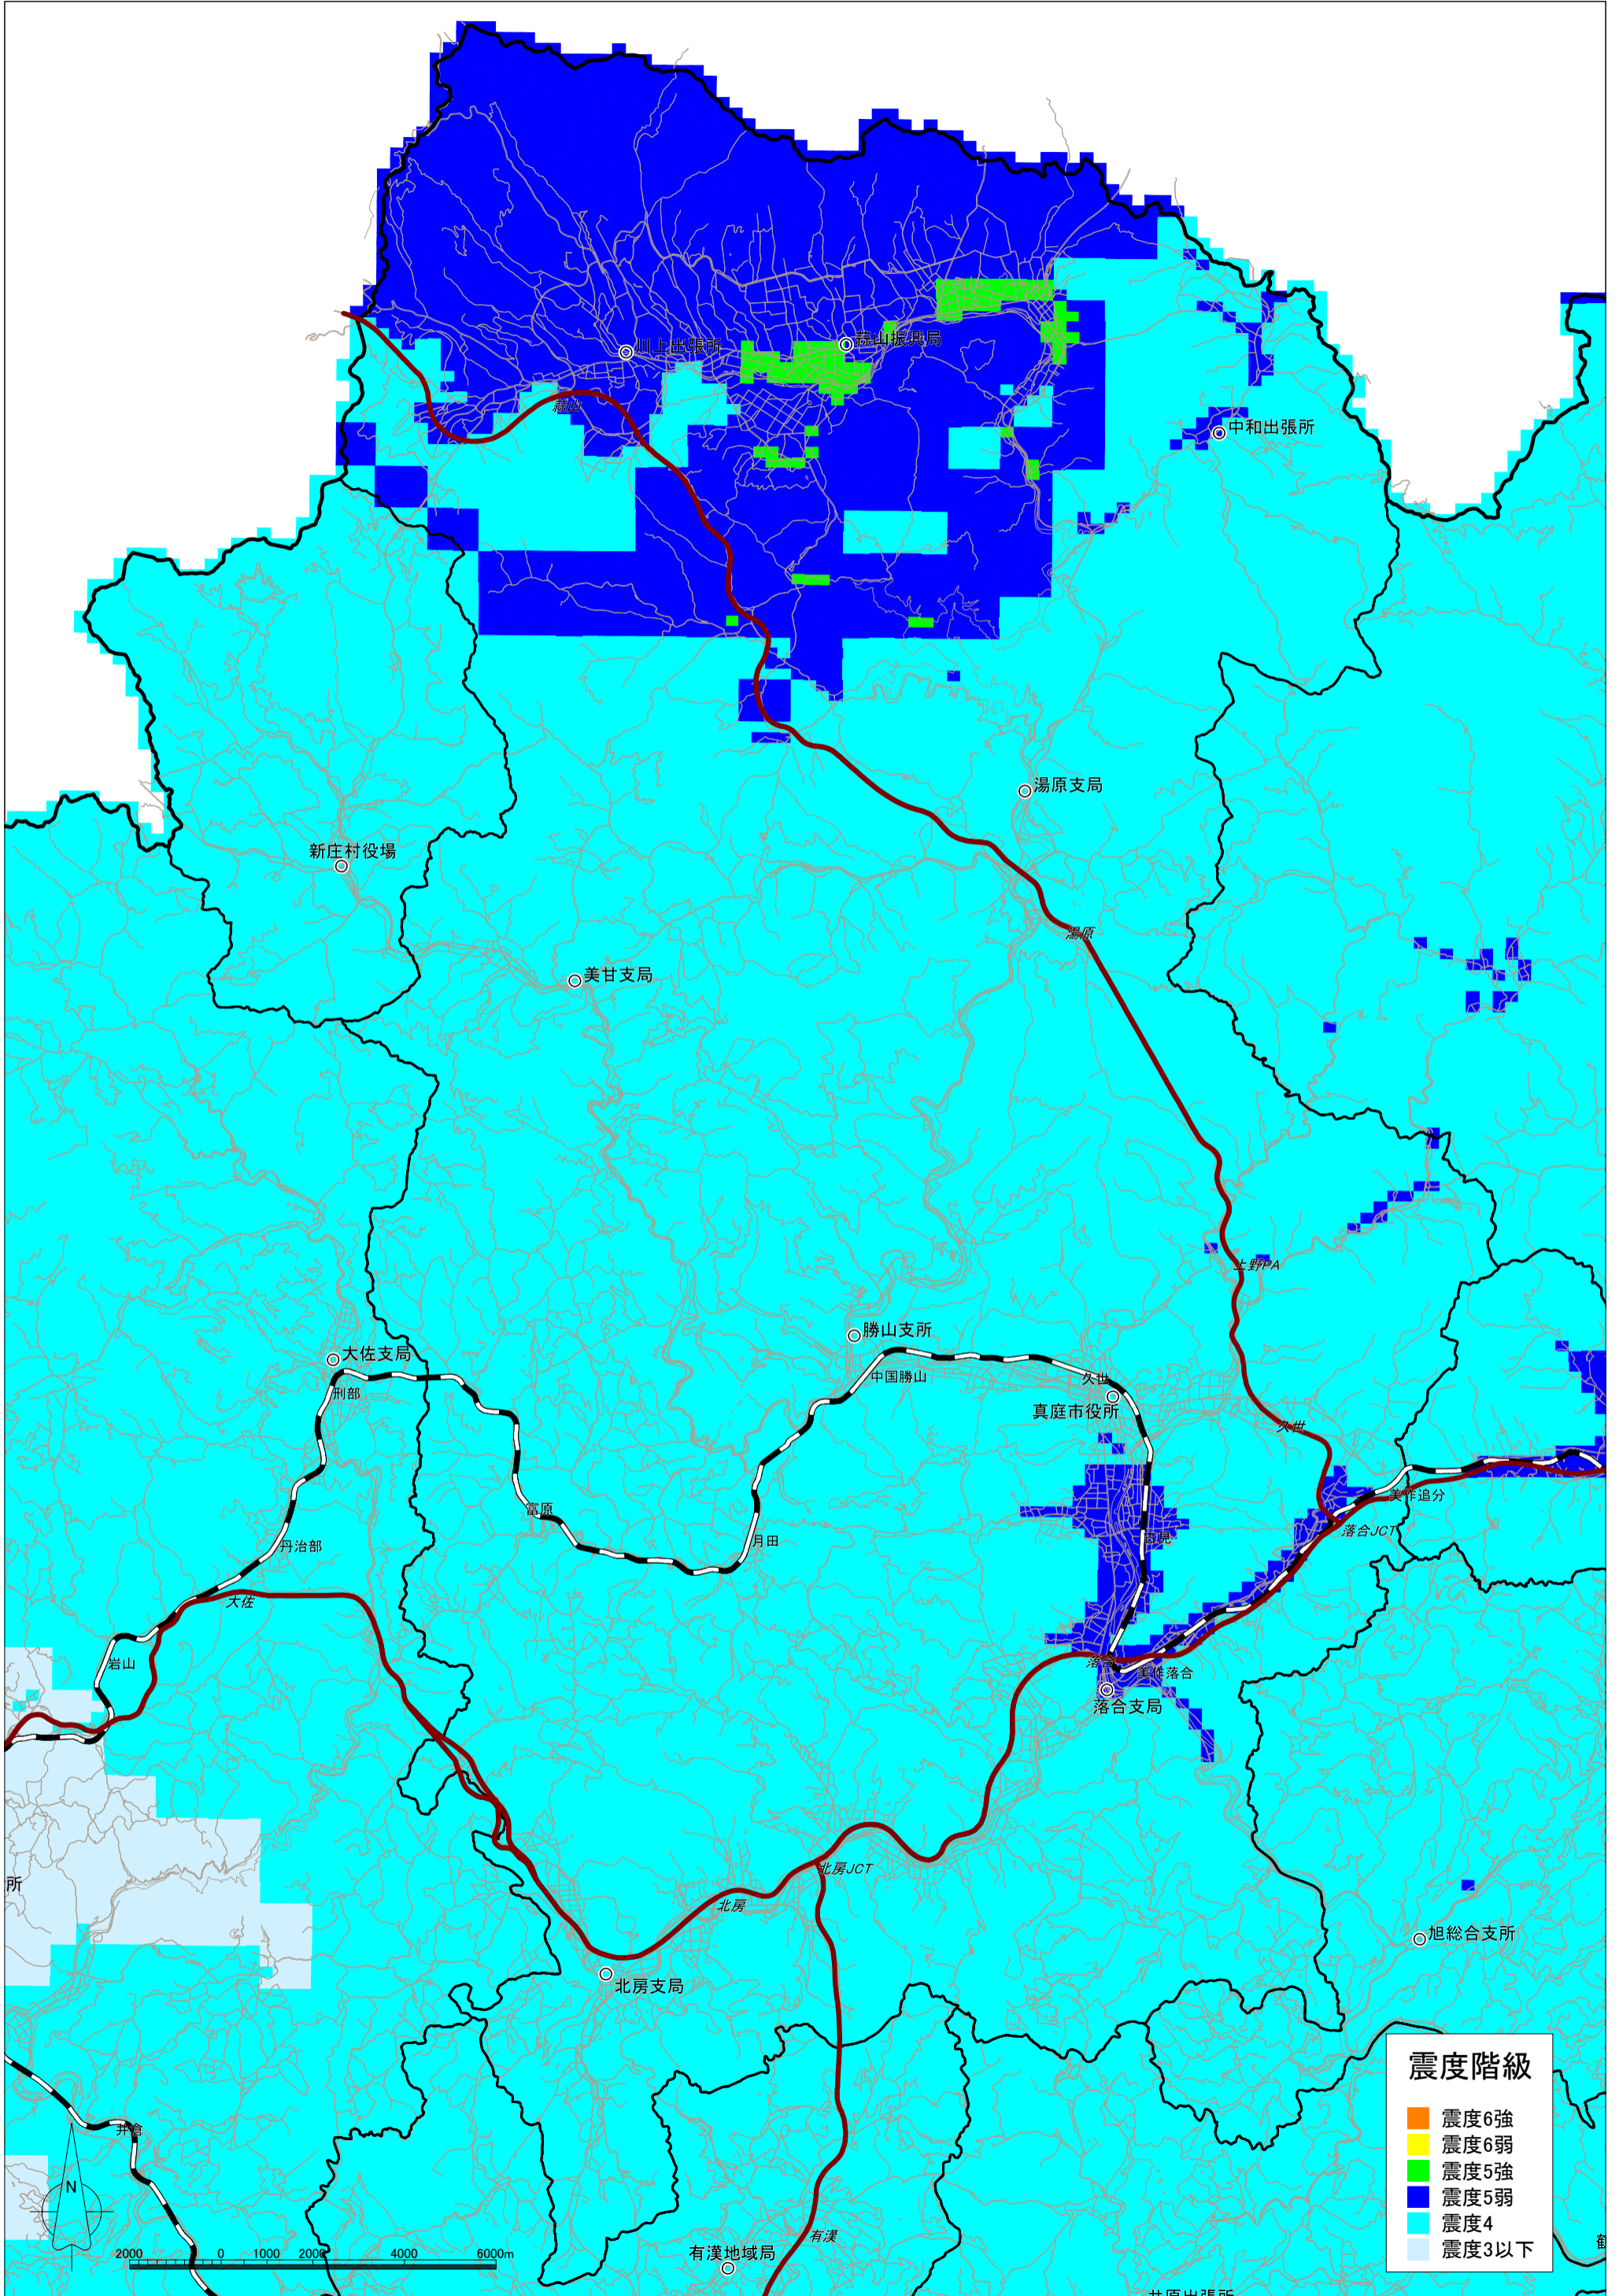 川上出張所
蒜山振興局
蒜山
中和出張所
湯原支局
新庄村役場
湯原
美甘支局
上野PA
勝山支所
大佐支局
中国勝山
久世
刑部
真庭市役所
久世
美作追分
富原
落合JCT
月田
古見
丹治部
大佐
落合
岩山
美作落合
落合支局
北房JCT
所
北房
旭総合支所
北房支局
震度階級
震度6強
震度6弱
震度5強
震度5弱
震度4
震度3以下
井倉
N
有漢
有漢地域局
2000 0 1000 2000 4000 6000m